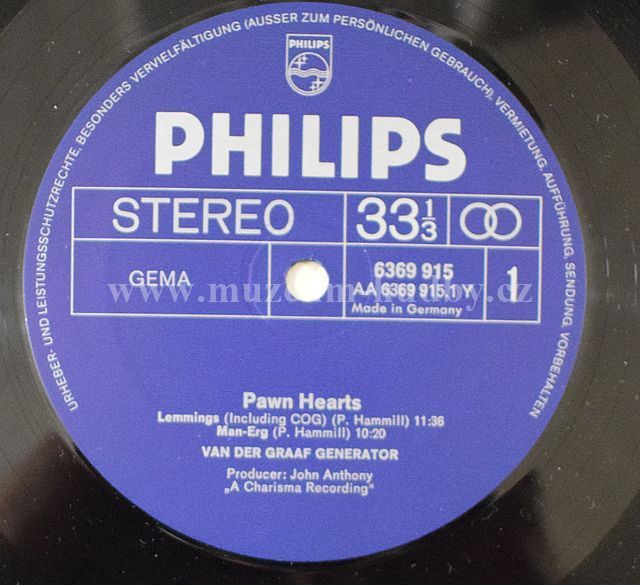 URHEBER- UND LEISTUNGSSCHUTZRECHTE, BESONDERS VERVIELFÄLTIGUNG (AUSSER ZUM PERSÖNLICHEN GEBRAUCH), VERMIETUNG, AUFFÜHRUNG, SENDUNG, VORBEHALTEN
PHILIPS
PHILIPS
STEREO
33 1/3
GEMA
6369 915
AA 6369 915.1 Y
Made in Germany
1
Pawn Hearts
Lemmings (Including COG) (P. Hammill) 11:36
Man-Erg (P. Hammill) 10:20
VAN DER GRAAF GENERATOR
Producer: John Anthony
„A Charisma Recording"